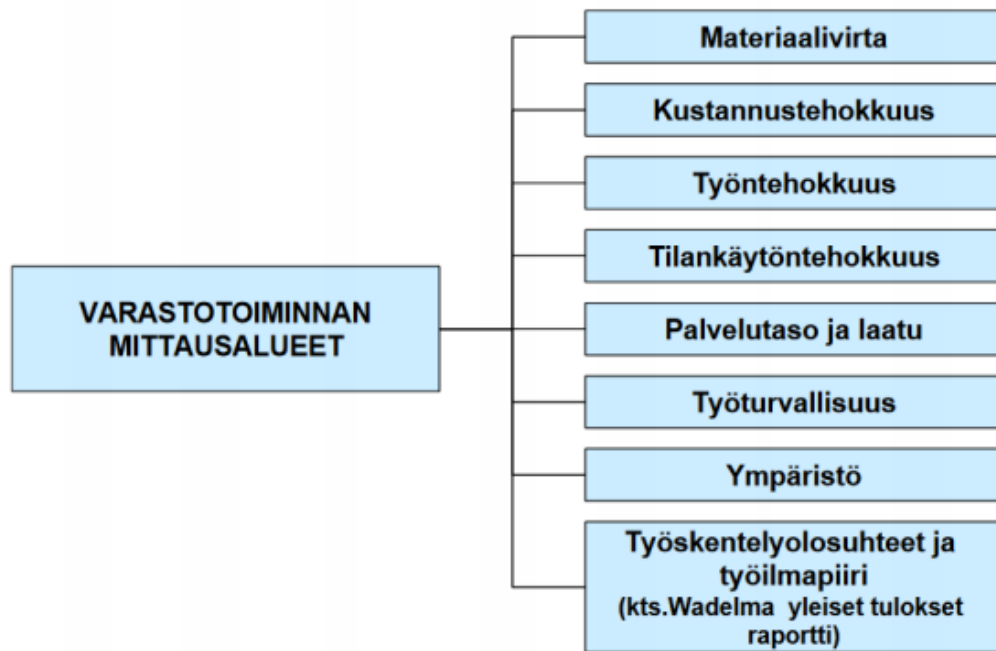 Materiaalivirta
Kustannustehokkuus
Työntehokkuus
Tilankäytöntehokkuus
VARASTOTOIMINNAN
MITTAUSALUEET
Palvelutaso ja laatu
Työturvallisuus
Ympäristö
Työskentelyolosuhteet ja
työilmapiiri
(kts.Wadelma yleiset tulokset
raportti)